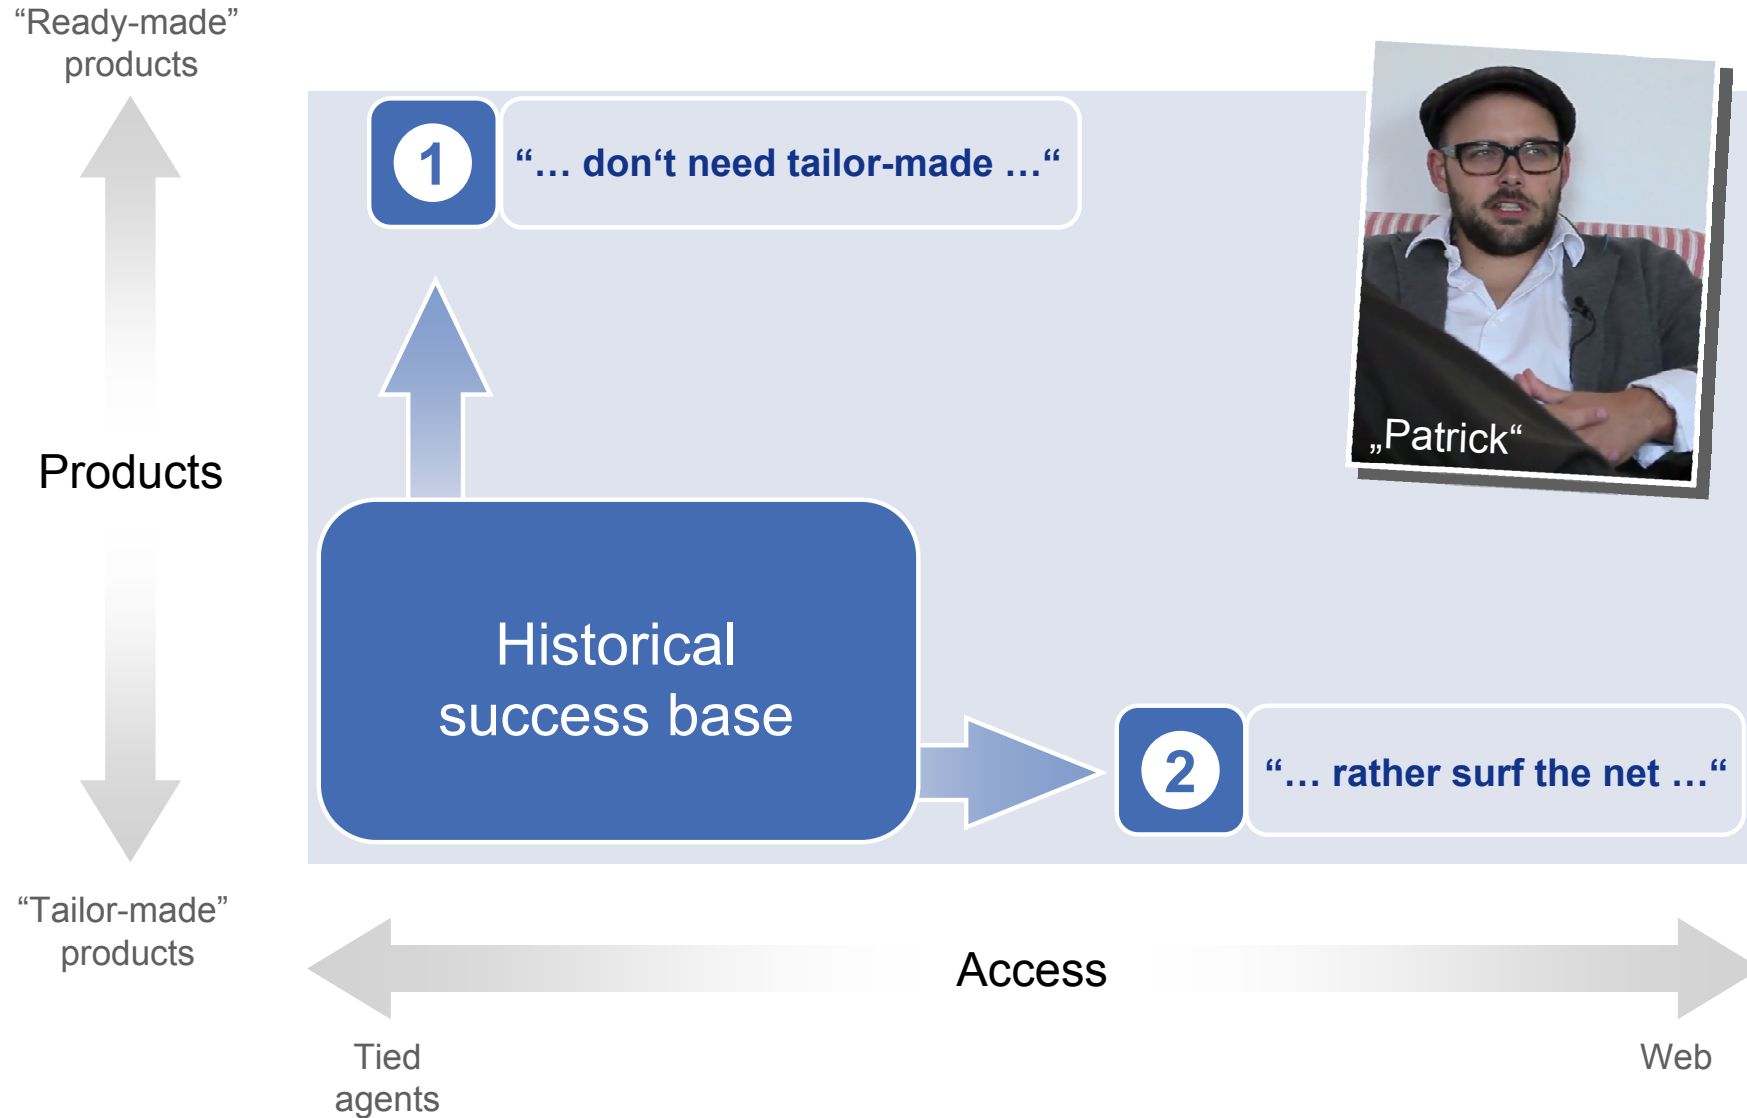 “Ready-made”
products
1
“… don‘t need tailor-made …“
„Patrick“
Products
Historical
success base
2
“… rather surf the net …“
“Tailor-made”
products
Access
Tied
agents
Web